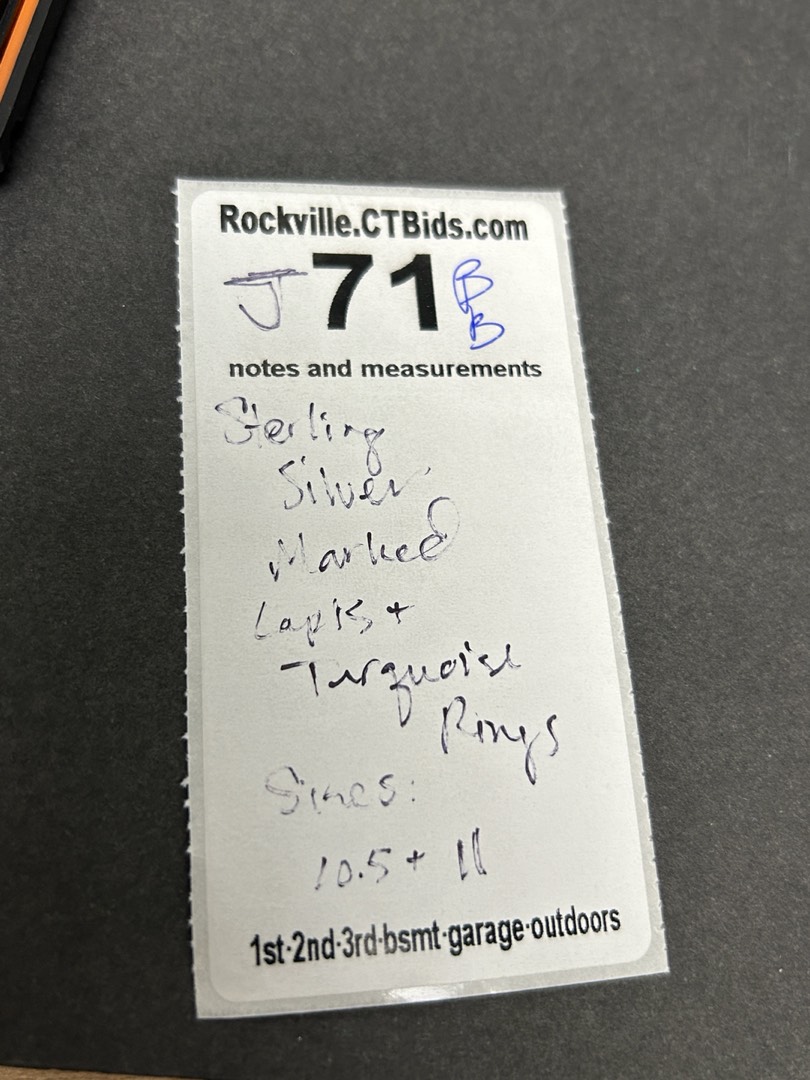 Rockville.CTBids.com
J 71 BB
notes and measurements
Sterling
Silver
Marked
Lapis +
Turquoise
Rings
Sizes:
10.5 + 11
1st·2nd·3rd·bsmt·garage·outdoors